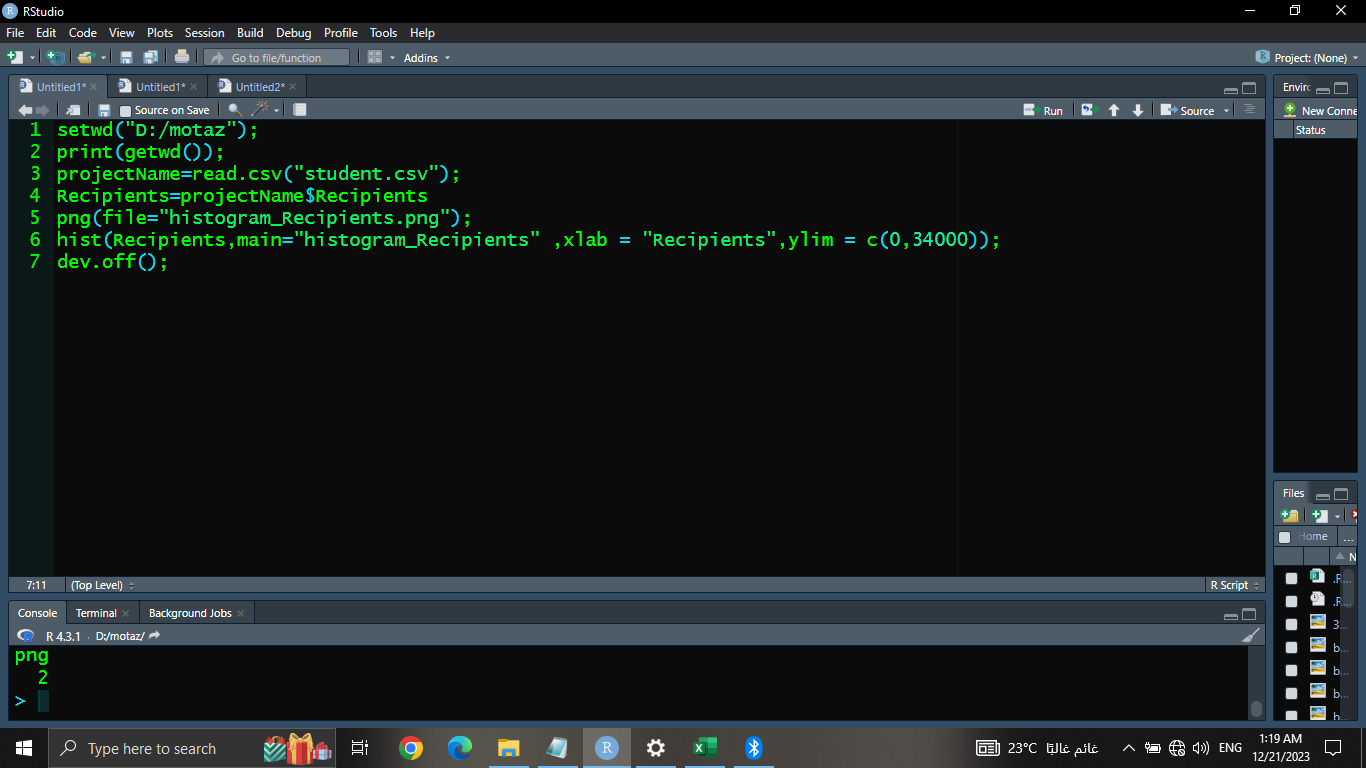 RStudio
File Edit Code View Plots Session Build Debug Profile Tools Help
Go to file/function Addins Project: (None)
Untitled1* Untitled1* Untitled2*
Source on Save Run Source
1 setwd("D:/motaz");
2 print(getwd());
3 projectName=read.csv("student.csv");
4 Recipients=projectName$Recipients
5 png(file="histogram_Recipients.png");
6 hist(Recipients,main="histogram_Recipients" ,xlab = "Recipients",ylim = c(0,34000));
7 dev.off();
7:11 (Top Level) R Script
Console Terminal Background Jobs
R 4.3.1 . D:/motaz/
png
2
>
Envir
New Conne
Status
Files
Home ...
N
.R...
.R...
3...
b...
b...
b...
b...
Type here to search
23°C غائم غالبًا
ENG
1:19 AM
12/21/2023